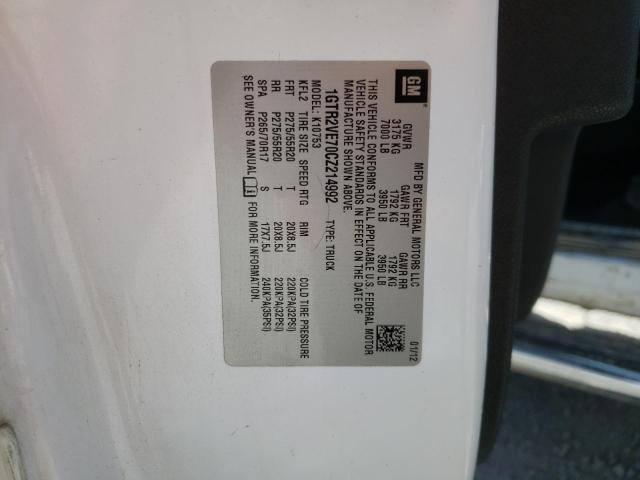 GM
MFD BY GENERAL MOTORS LLC
01/12
GVWR GAWR FRT GAWR RR
3175 KG 1792 KG 1792 KG
7000 LB 3950 LB 3950 LB
THIS VEHICLE CONFORMS TO ALL APPLICABLE U.S. FEDERAL MOTOR
VEHICLE SAFETY STANDARDS IN EFFECT ON THE DATE OF
MANUFACTURE SHOWN ABOVE.
1GTR2VE70CZ214992 TYPE: TRUCK
MODEL: K10753
KFL2 TIRE SIZE SPEED RTG RIM COLD TIRE PRESSURE
FRT P275/55R20 T 20X8.5J 220KPA(32PSI)
RR P275/55R20 T 20X8.5J 220KPA(32PSI)
SPA P265/70R17 S 17X7.5J 240KPA(35PSI)
SEE OWNER'S MANUAL FOR MORE INFORMATION.